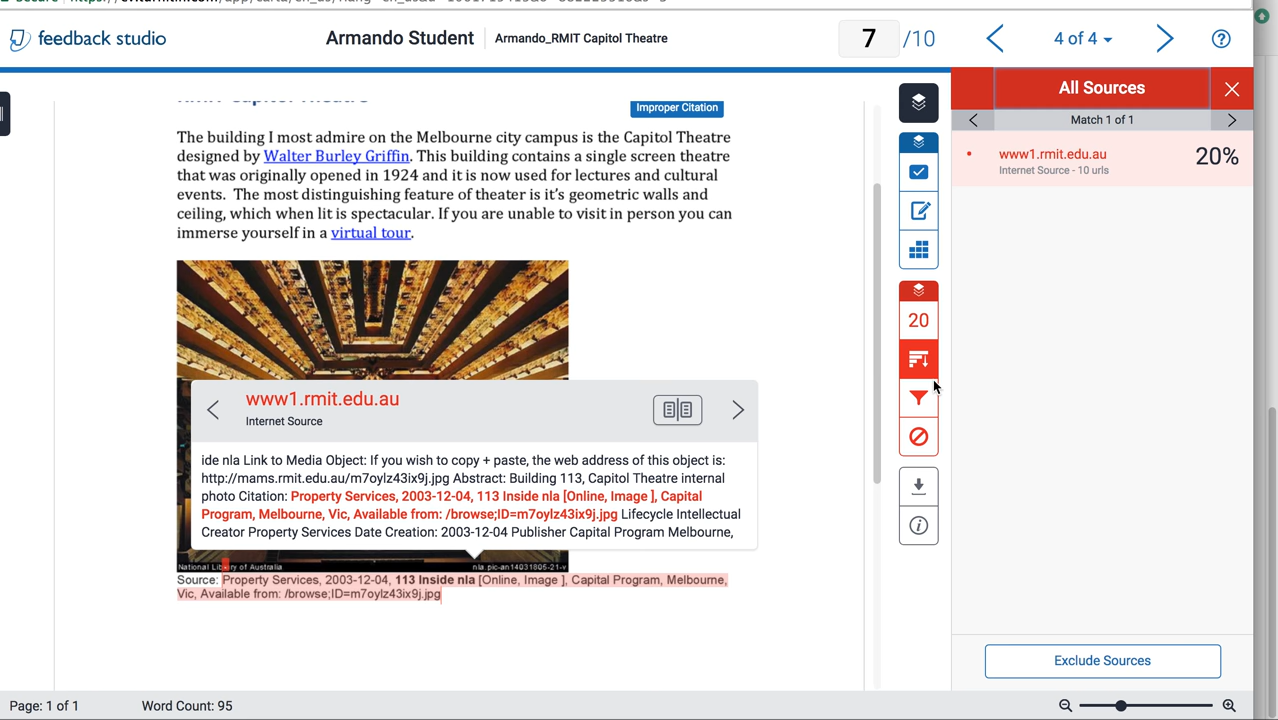 feedback studio
Armando Student
Armando_RMIT Capitol Theatre
7 /10
4 of 4
?
Improper Citation
The building I most admire on the Melbourne city campus is the Capitol Theatre
designed by Walter Burley Griffin. This building contains a single screen theatre
that was originally opened in 1924 and it is now used for lectures and cultural
events.  The most distinguishing feature of theater is it's geometric walls and
ceiling, which when lit is spectacular. If you are unable to visit in person you can
immerse yourself in a virtual tour.
www1.rmit.edu.au
Internet Source
ide nla Link to Media Object: If you wish to copy + paste, the web address of this object is:
http://mams.rmit.edu.au/m7oylz43ix9j.jpg Abstract: Building 113, Capitol Theatre internal
photo Citation: Property Services, 2003-12-04, 113 Inside nla [Online, Image ], Capital
Program, Melbourne, Vic, Available from: /browse;ID=m7oylz43ix9j.jpg Lifecycle Intellectual
Creator Property Services Date Creation: 2003-12-04 Publisher Capital Program Melbourne,
National Library of Australia
nla.pic-an14031805-21-v
Source: Property Services, 2003-12-04, 113 Inside nla [Online, Image ], Capital Program, Melbourne,
Vic, Available from: /browse;ID=m7oylz43ix9j.jpg
20
All Sources
Match 1 of 1
www1.rmit.edu.au
20%
Internet Source - 10 urls
Exclude Sources
Page: 1 of 1
Word Count: 95